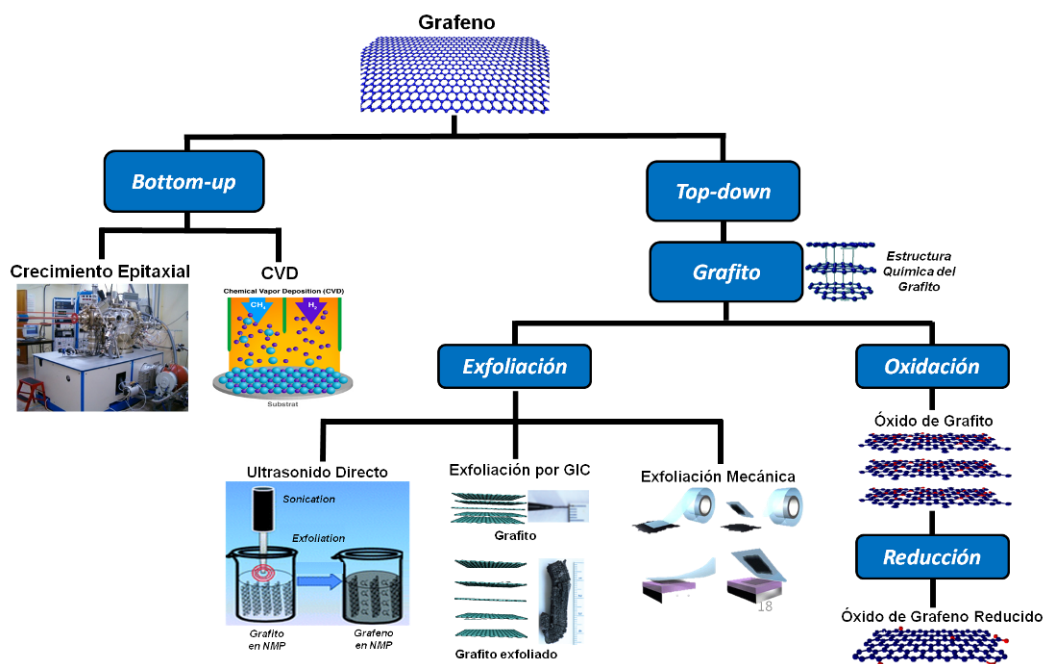 Grafeno
Bottom-up
Top-down
Crecimiento Epitaxial
CVD
Chemical Vapor Deposition (CVD)
CH₄
H₂
Substrat
Grafito
Estructura
Química del
Grafito
Exfoliación
Oxidación
Óxido de Grafito
Ultrasonido Directo
Sonication
Exfoliation
Grafito
en NMP
Grafeno
en NMP
Exfoliación por GIC
Grafito
Grafito exfoliado
Exfoliación Mecánica
18
Reducción
Óxido de Grafeno Reducido